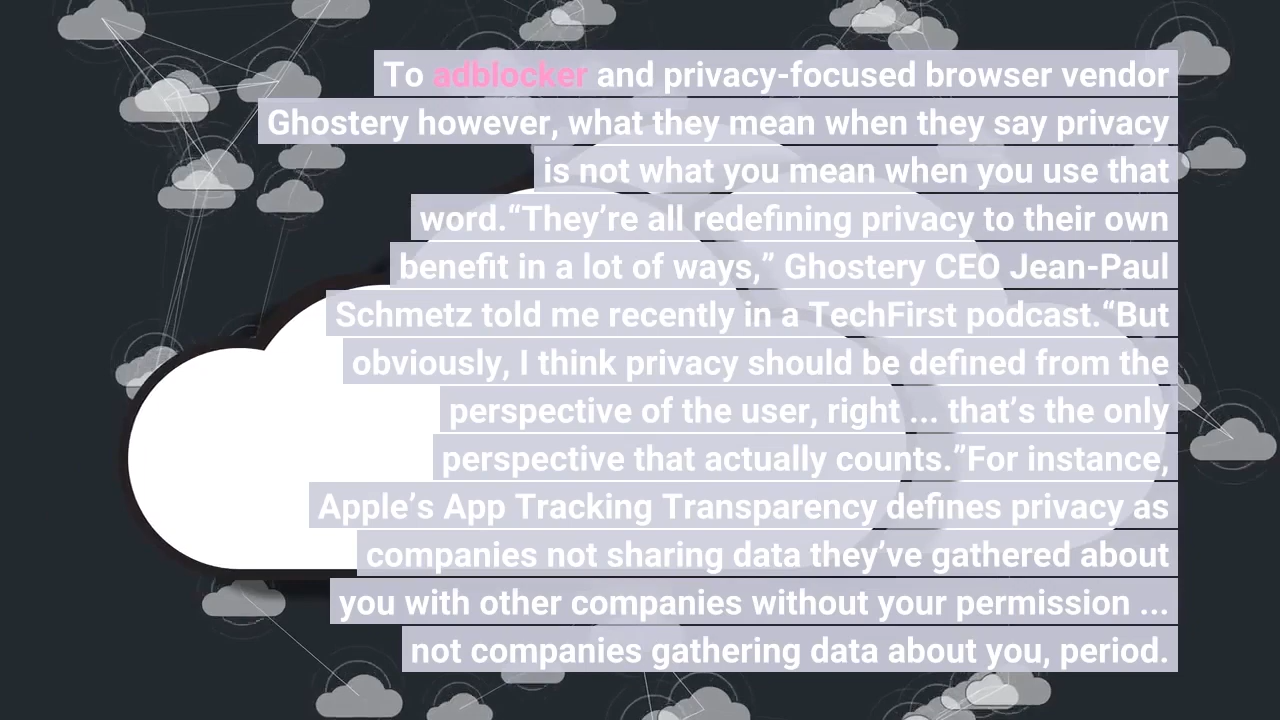 To adblocker and privacy-focused browser vendor
Ghostery however, what they mean when they say privacy
is not what you mean when you use that
word.“They’re all redefining privacy to their own
benefit in a lot of ways,” Ghostery CEO Jean-Paul
Schmetz told me recently in a TechFirst podcast.“But
obviously, I think privacy should be defined from the
perspective of the user, right ... that’s the only
perspective that actually counts.”For instance,
Apple’s App Tracking Transparency defines privacy as
companies not sharing data they’ve gathered about
you with other companies without your permission ...
not companies gathering data about you, period.